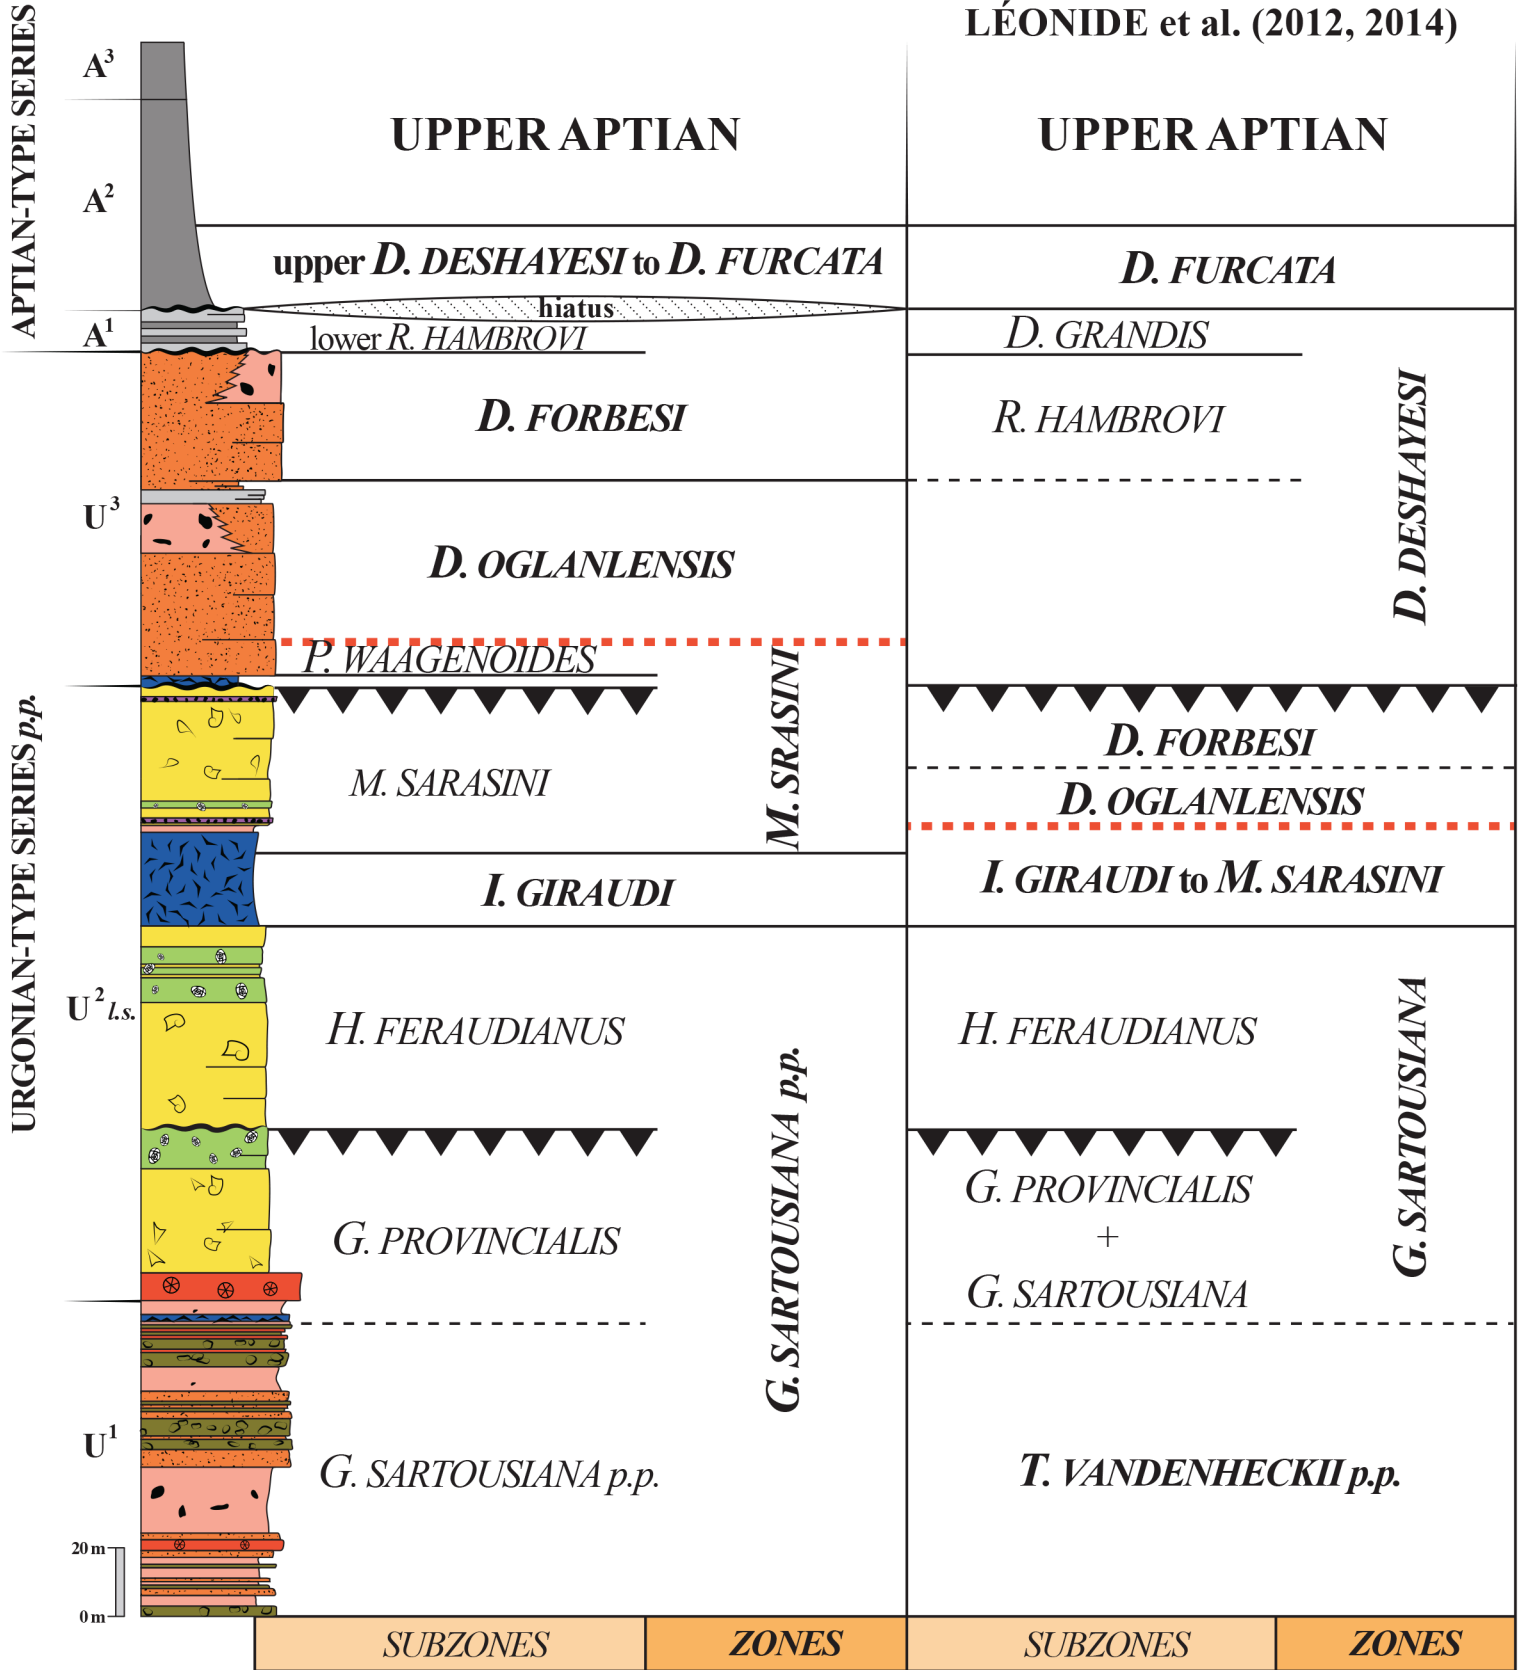 LÉONIDE et al. (2012, 2014)
APTIAN-TYPE SERIES
A3
A2
A1
UPPER APTIAN
UPPER APTIAN
upper D. DESHAYESI to D. FURCATA
D. FURCATA
hiatus
lower R. HAMBROVI
D. GRANDIS
D. FORBESI
R. HAMBROVI
D. DESHAYESI
U3
D. OGLANLENSIS
P. WAAGENOIDES
M. SRASINI
URGONIAN-TYPE SERIES p.p.
D. FORBESI
M. SARASINI
D. OGLANLENSIS
I. GIRAUDI
I. GIRAUDI to M. SARASINI
U2 l.s.
H. FERAUDIANUS
H. FERAUDIANUS
G. SARTOUSIANA p.p.
G. SARTOUSIANA
G. PROVINCIALIS
G. PROVINCIALIS
+
G. SARTOUSIANA
U1
G. SARTOUSIANA p.p.
T. VANDENHECKII p.p.
20 m
0 m
SUBZONES
ZONES
SUBZONES
ZONES